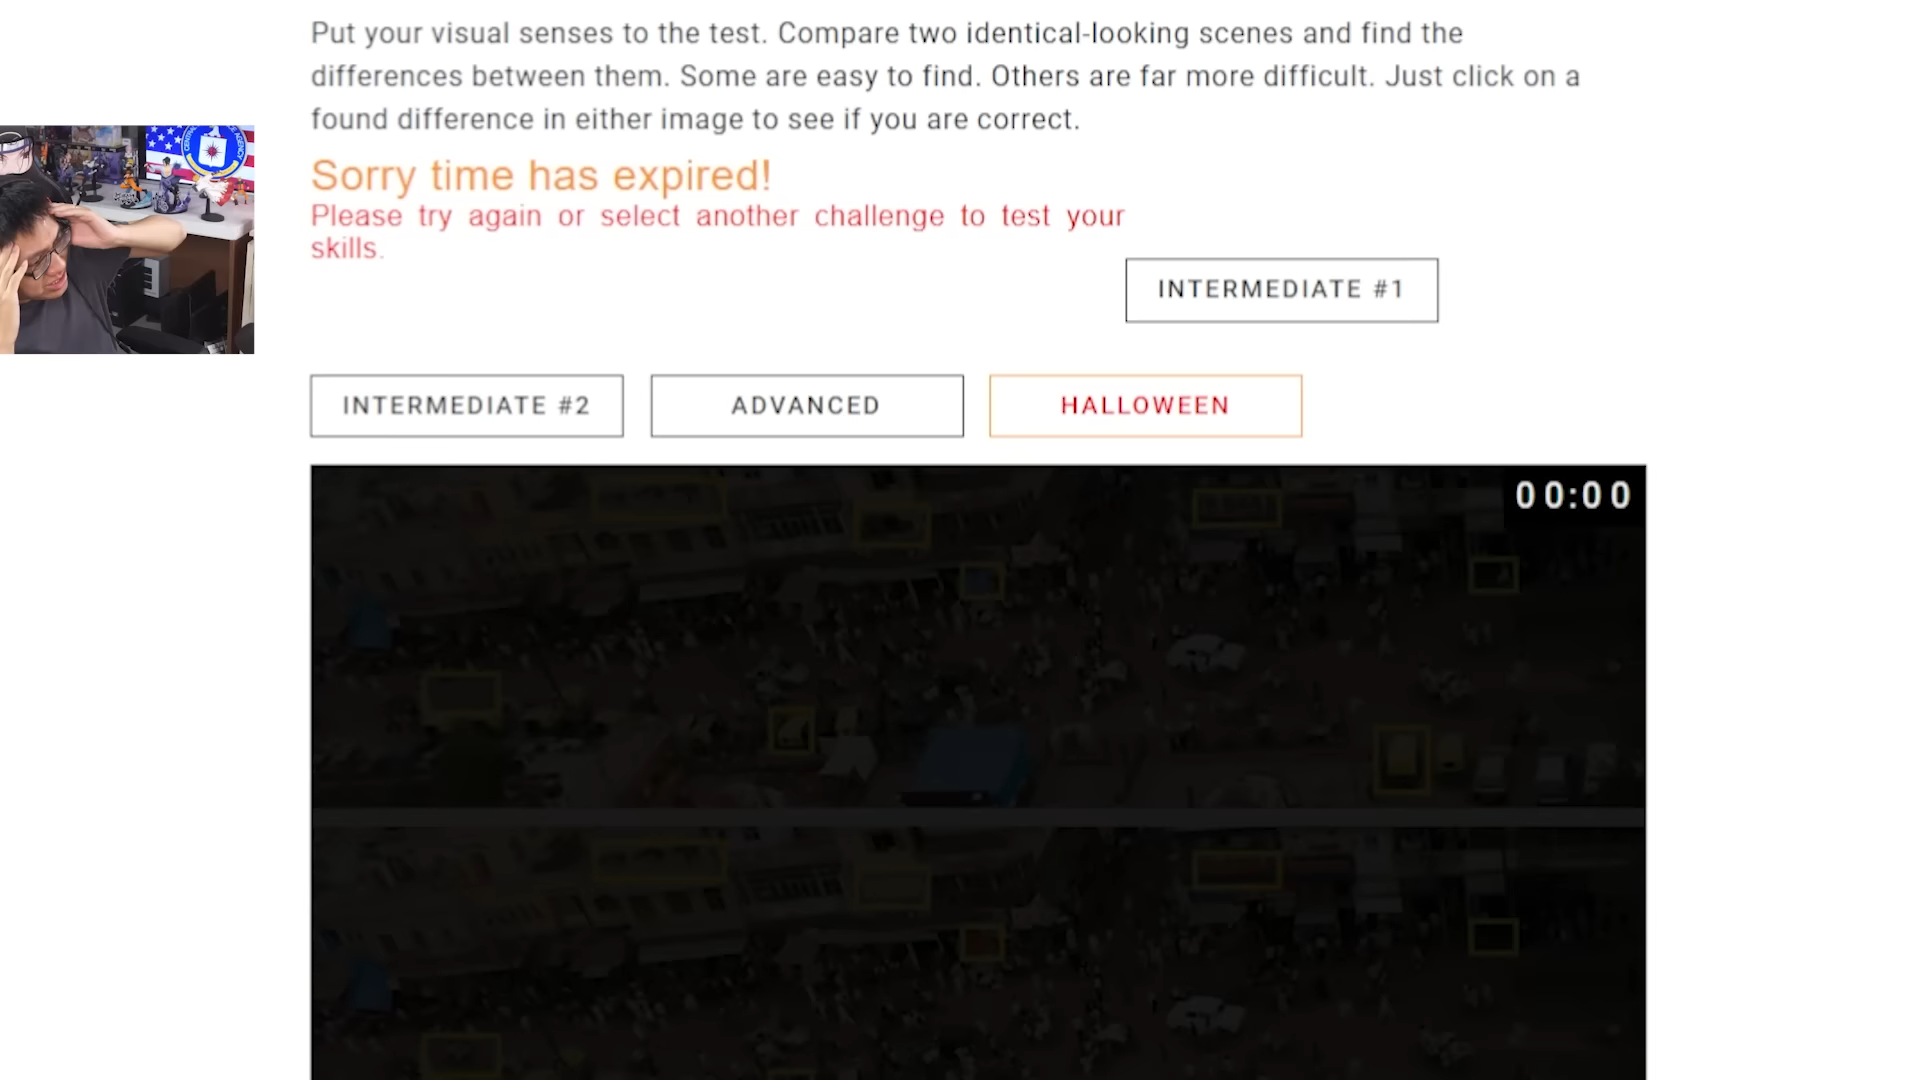 Put your visual senses to the test. Compare two identical-looking scenes and find the
differences between them. Some are easy to find. Others are far more difficult. Just click on a
found difference in either image to see if you are correct.
Sorry time has expired!
Please try again or select another challenge to test your
skills.
INTERMEDIATE #1
INTERMEDIATE #2
ADVANCED
HALLOWEEN
00:00